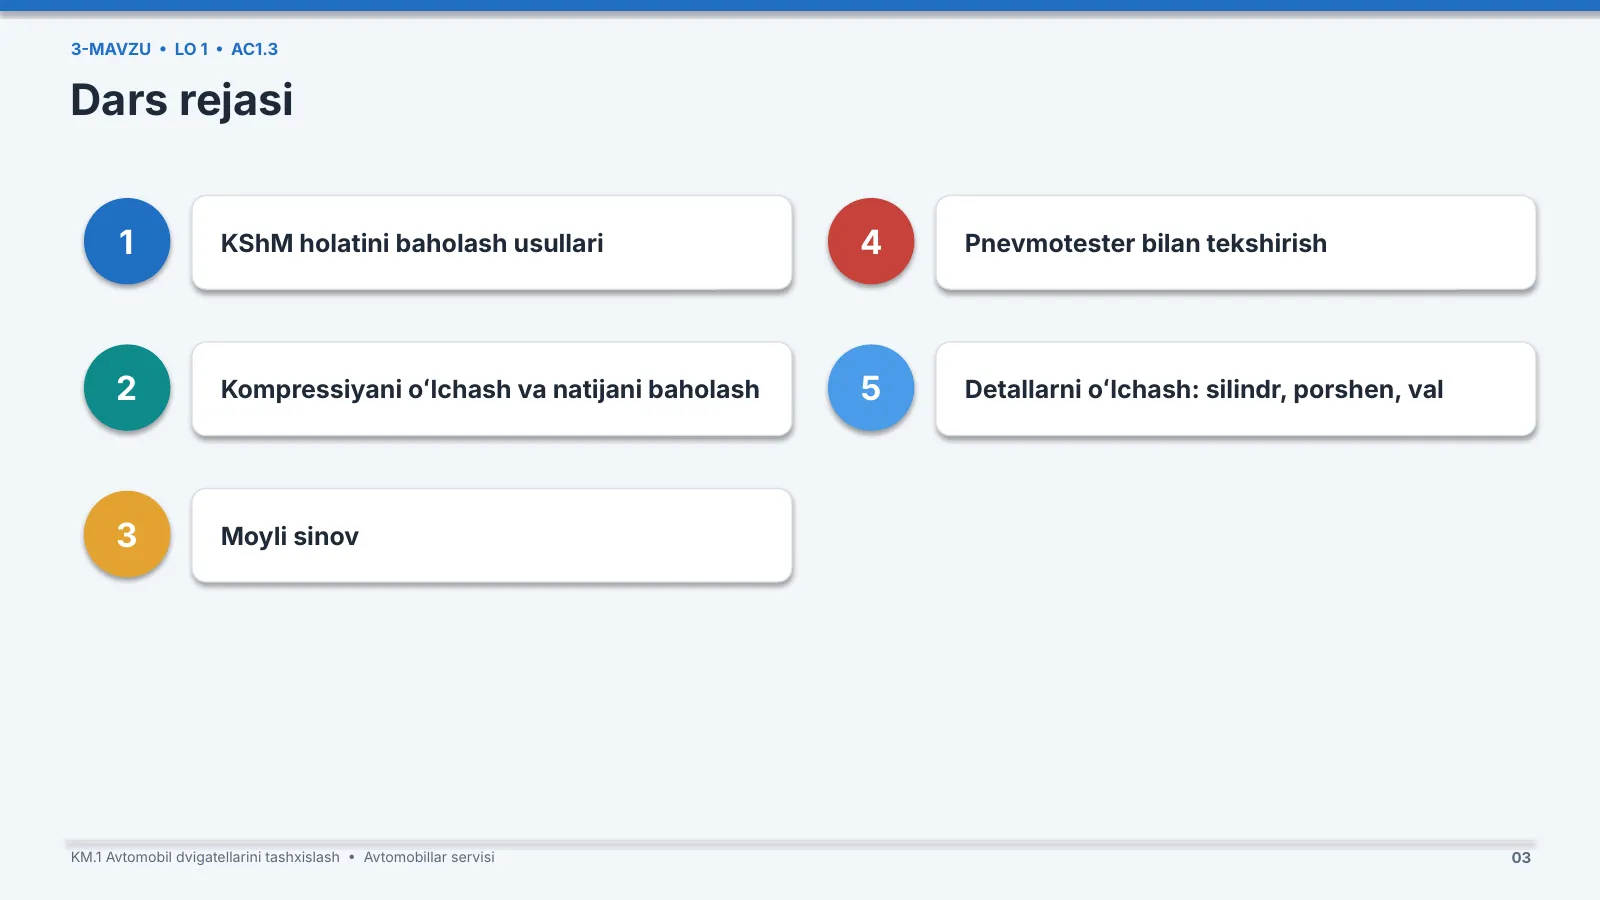 3-MAVZU • LO 1 • AC1.3
Dars rejasi
1
KShM holatini baholash usullari
2
Kompressiyani oʻlchash va natijani baholash
3
Moyli sinov
4
Pnevmotester bilan tekshirish
5
Detallarni oʻlchash: silindr, porshen, val
KM.1 Avtomobil dvigatellarini tashxislash • Avtomobillar servisi
03